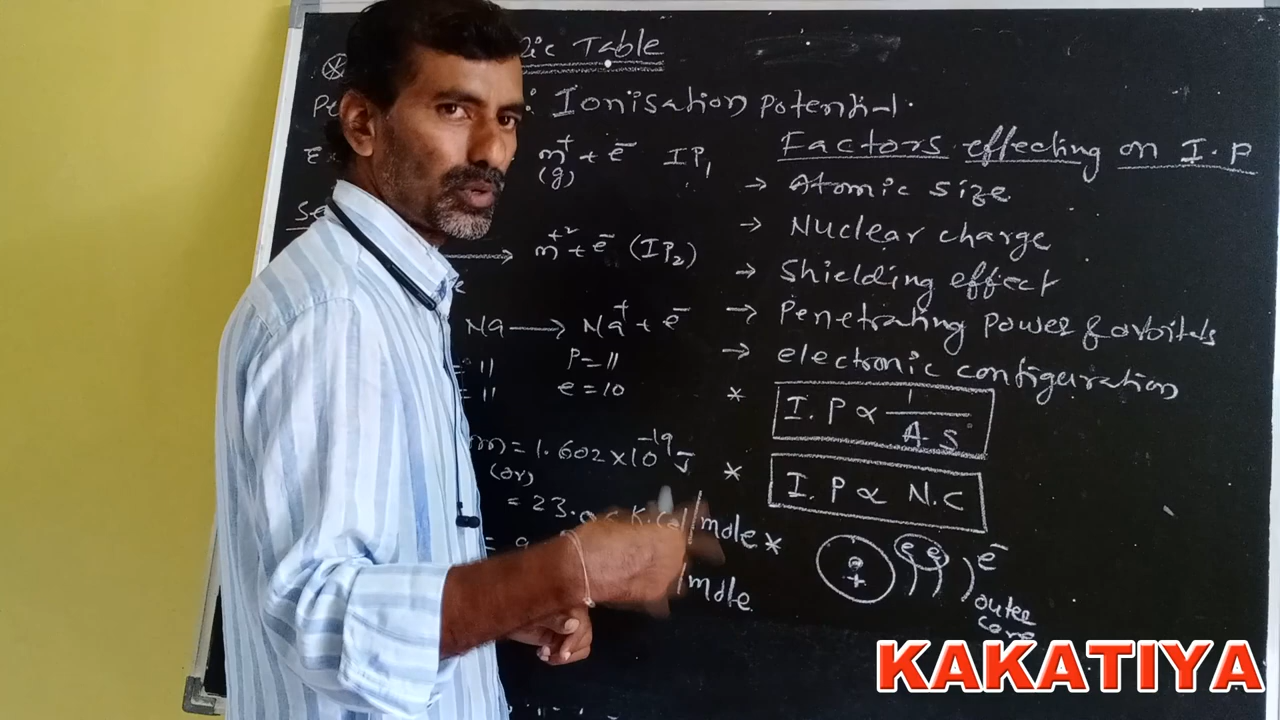 ic Table
Ionisation Potential.
m⁺ + e⁻ IP₁
(g)
m⁺² + e⁻ (IP₂)
Na ⟶ Na⁺ + e⁻
= 11 P = 11
= 11 e = 10
= 1.602 × 10⁻¹⁹ J
(or)
= 23. K.Cal/mole
/mole
Factors effecting on I.P
→ Atomic size
→ Nuclear charge
→ Shielding effect
→ Penetrating Power & orbitals
→ electronic configuration
* I.P ∝ 1/A.S
* I.P ∝ N.C
* + e e e⁻
outer
core
KAKATIYA